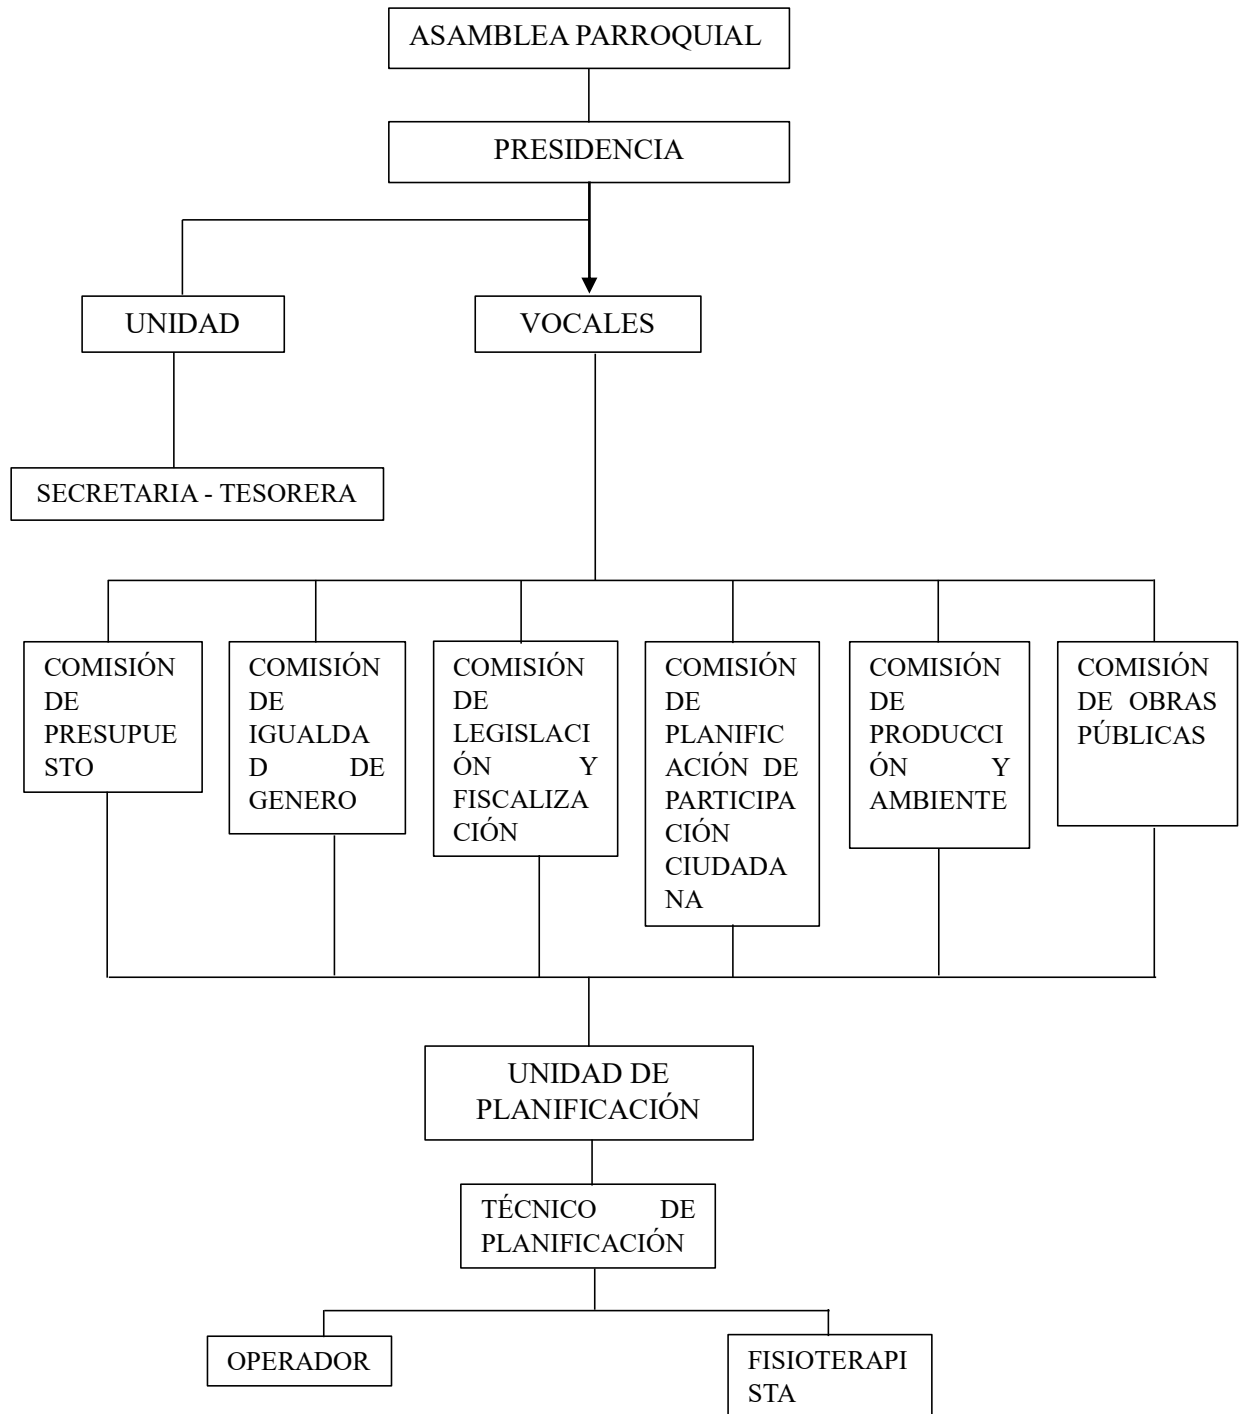 ASAMBLEA PARROQUIAL
PRESIDENCIA
UNIDAD
VOCALES
SECRETARIA - TESORERA
COMISIÓN
DE
PRESUPUE
STO
COMISIÓN
DE
IGUALDA
D DE
GENERO
COMISIÓN
DE
LEGISLACI
ÓN Y
FISCALIZA
CIÓN
COMISIÓN
DE
PLANIFIC
ACIÓN DE
PARTICIPA
CIÓN
CIUDADA
NA
COMISIÓN
DE
PRODUCCI
ÓN Y
AMBIENTE
COMISIÓN
DE OBRAS
PÚBLICAS
UNIDAD DE
PLANIFICACIÓN
TÉCNICO DE
PLANIFICACIÓN
OPERADOR
FISIOTERAPI
STA